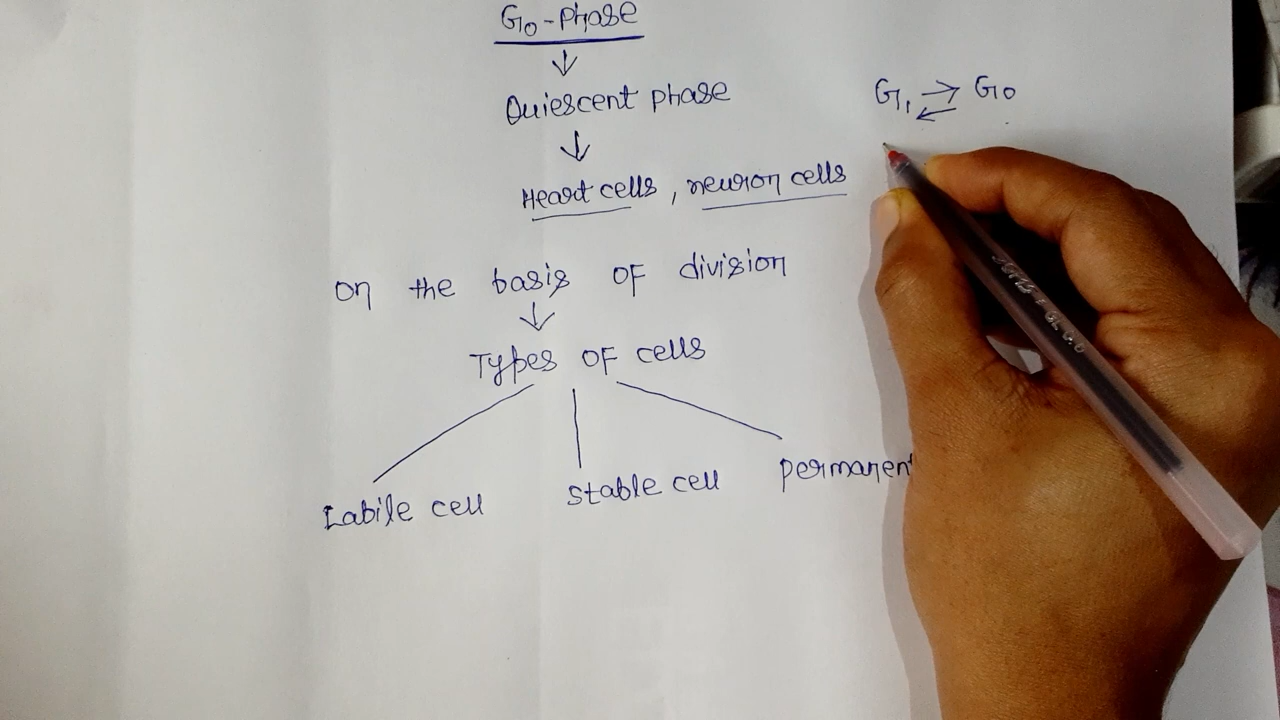 G0-Phase
Quiescent phase
G1 ⇌ G0
Heart cells, neuron cells
on the basis of division
Types of cells
Labile cell
stable cell
permanent